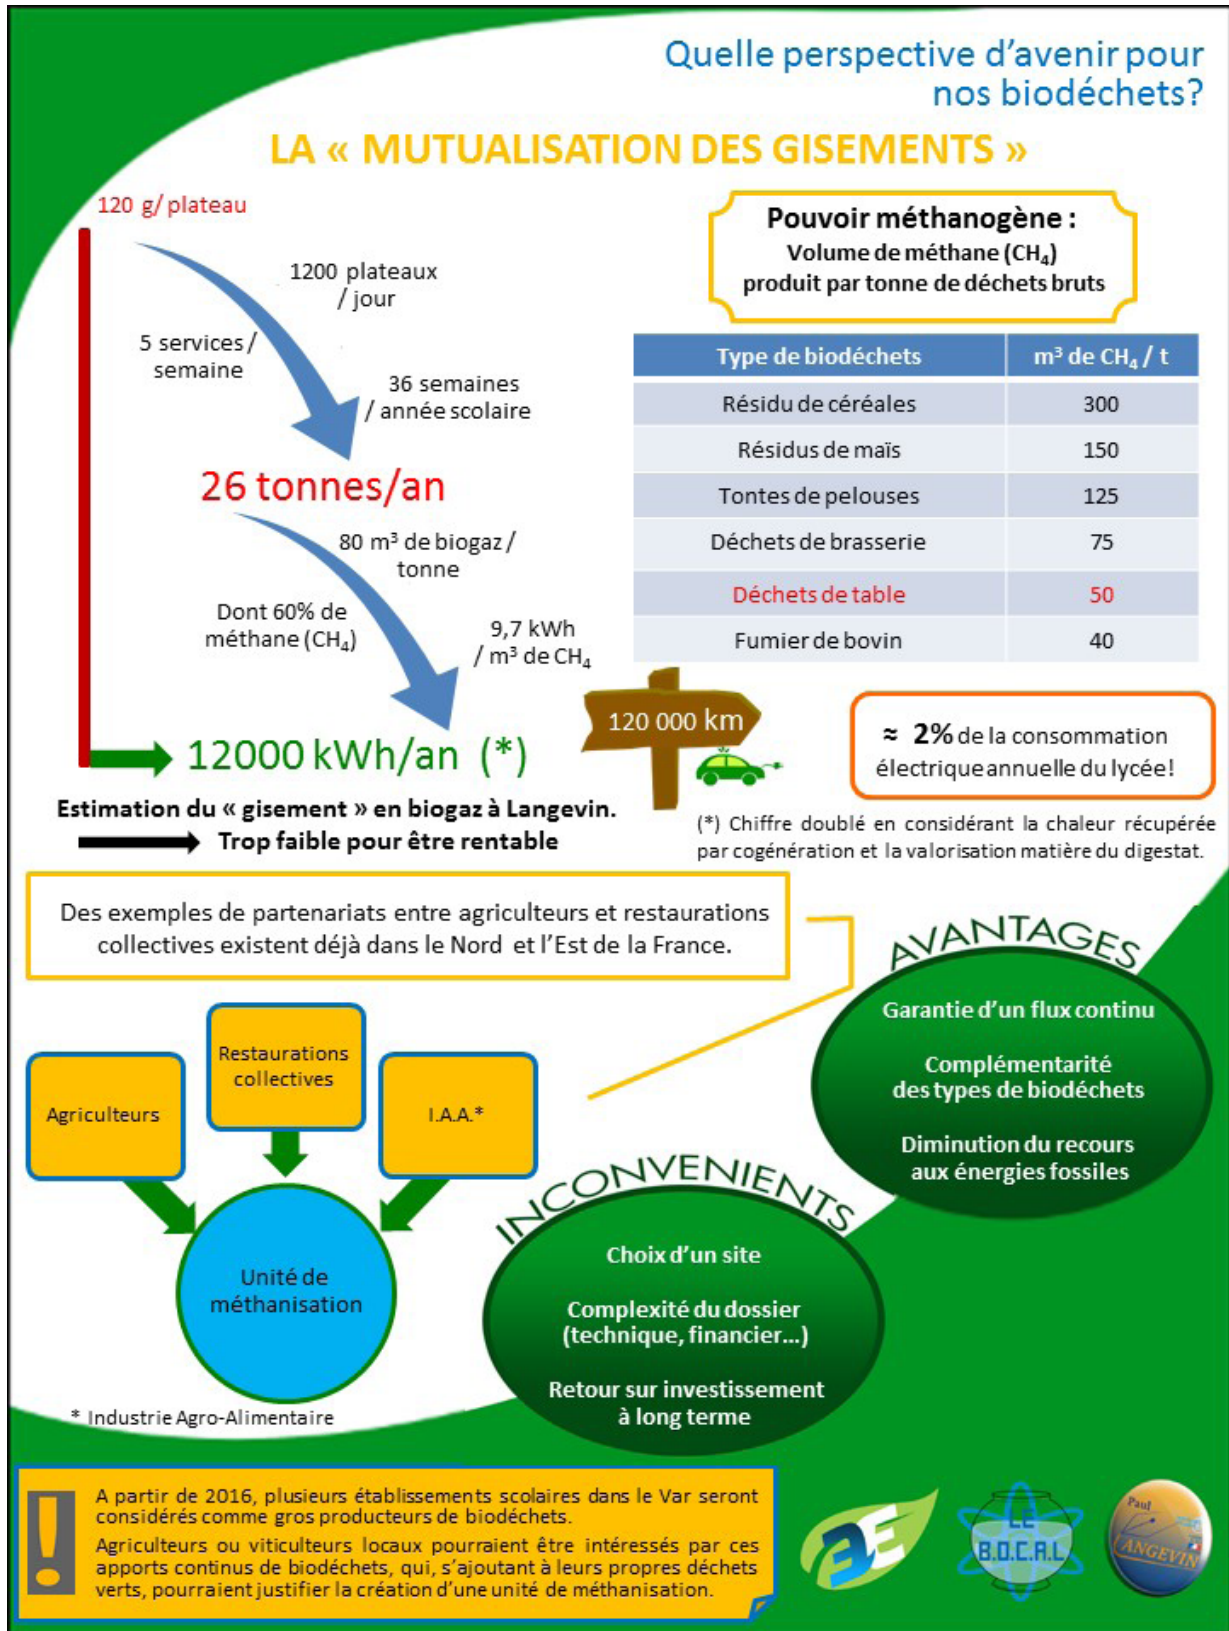 Quelle perspective d'avenir pour
nos biodéchets?
LA « MUTUALISATION DES GISEMENTS »
120 g/ plateau
1200 plateaux
/ jour
5 services /
semaine
36 semaines
/ année scolaire
26 tonnes/an
80 m³ de biogaz /
tonne
Dont 60% de
méthane (CH₄)
9,7 kWh
/ m³ de CH₄
12000 kWh/an (*)
Estimation du « gisement » en biogaz à Langevin.
Trop faible pour être rentable
Pouvoir méthanogène :
Volume de méthane (CH₄)
produit par tonne de déchets bruts
Type de biodéchets m³ de CH₄ / t
Résidu de céréales 300
Résidus de maïs 150
Tontes de pelouses 125
Déchets de brasserie 75
Déchets de table 50
Fumier de bovin 40
120 000 km
≈ 2% de la consommation
électrique annuelle du lycée!
(*) Chiffre doublé en considérant la chaleur récupérée
par cogénération et la valorisation matière du digestat.
Des exemples de partenariats entre agriculteurs et restaurations
collectives existent déjà dans le Nord et l'Est de la France.
AVANTAGES
Garantie d'un flux continu
Complémentarité
des types de biodéchets
Diminution du recours
aux énergies fossiles
Agriculteurs
Restaurations
collectives
I.A.A.*
Unité de
méthanisation
* Industrie Agro-Alimentaire
INCONVENIENTS
Choix d'un site
Complexité du dossier
(technique, financier...)
Retour sur investissement
à long terme
!
A partir de 2016, plusieurs établissements scolaires dans le Var seront
considérés comme gros producteurs de biodéchets.
Agriculteurs ou viticulteurs locaux pourraient être intéressés par ces
apports continus de biodéchets, qui, s'ajoutant à leurs propres déchets
verts, pourraient justifier la création d'une unité de méthanisation.
LE
B.O.C.A.L
Paul
LANGEVIN